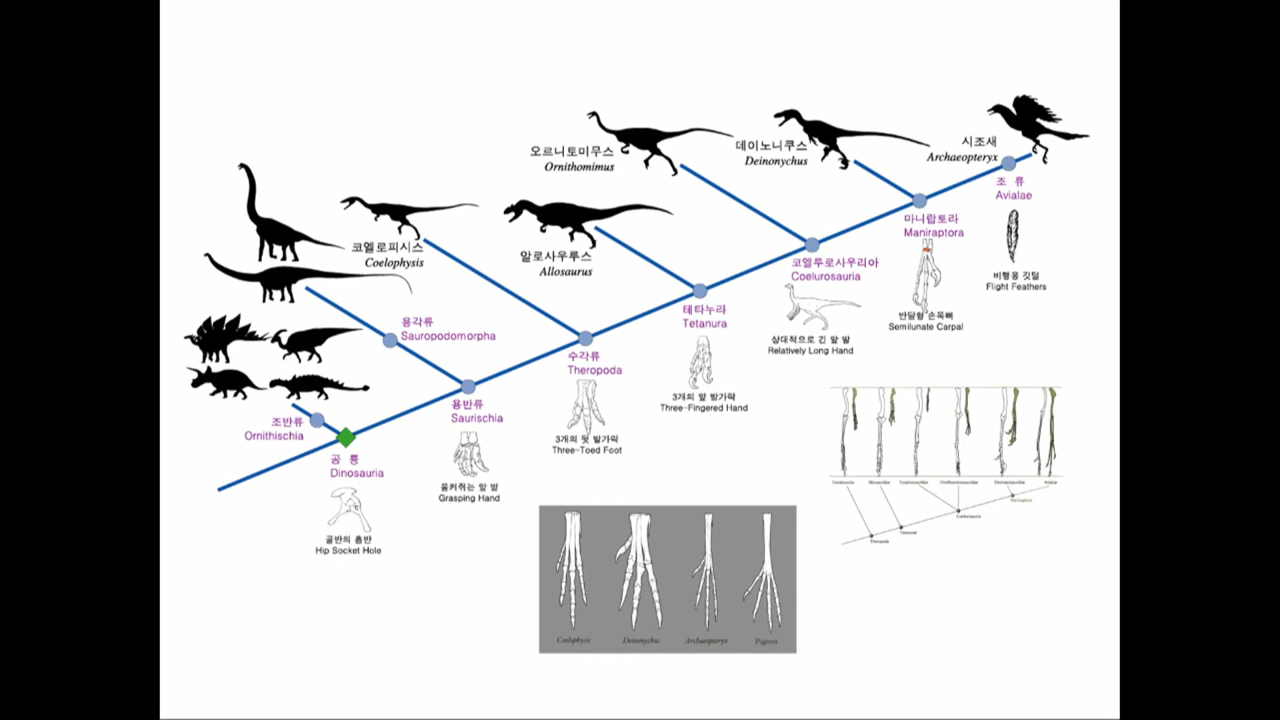 오르니토미무스
Ornithomimus
데이노니쿠스
Deinonychus
시조새
Archaeopteryx
조 류
Avialae
비행용 깃털
Flight Feathers
마니랍토라
Maniraptora
반달형 손목뼈
Semilunate Carpal
코엘루로사우리아
Coelurosauria
상대적으로 긴 앞 발
Relatively Long Hand
코엘로피시스
Coelophysis
알로사우루스
Allosaurus
테타누라
Tetanura
3개의 앞 발가락
Three-Fingered Hand
수각류
Theropoda
3개의 뒷 발가락
Three-Toed Foot
용각류
Sauropodomorpha
용반류
Saurischia
움켜쥐는 앞 발
Grasping Hand
조반류
Ornithischia
공 룡
Dinosauria
골반의 홈반
Hip Socket Hole
Coelophysis
Deinonychus
Archaeopteryx
Pigeon